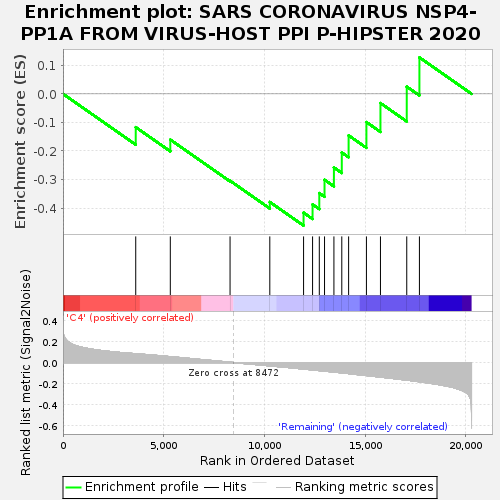 Enrichment plot: SARS CORONAVIRUS NSP4-
PP1A FROM VIRUS-HOST PPI P-HIPSTER 2020
Enrichment score (ES)
0.1
0.0
-0.1
-0.2
-0.3
-0.4
'C4' (positively correlated)
Ranked list metric (Signal2Noise)
0.4
0.2
0.0
-0.2
-0.4
-0.6
Zero cross at 8472
'Remaining' (negatively correlated)
0
5,000
10,000
15,000
20,000
Rank in Ordered Dataset
Enrichment profile
Hits
Ranking metric scores